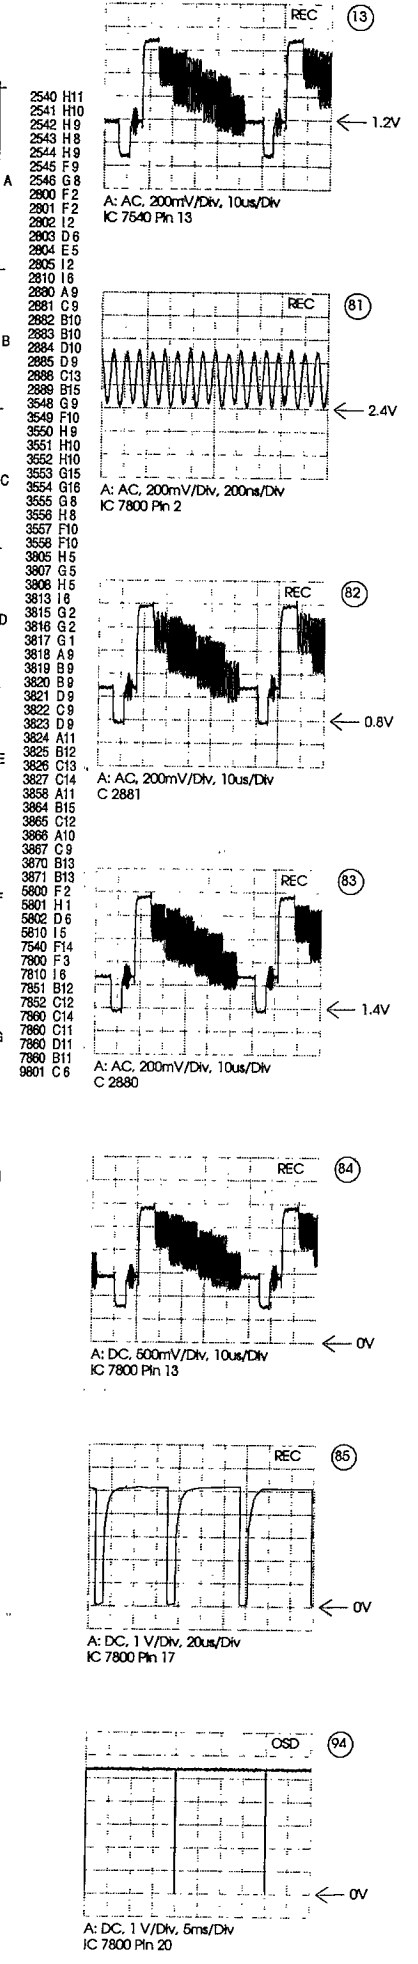 2540 H11
2541 H10
2542 H9
2543 H8
2544 H9
2545 F9
2546 G8
2800 F2
2801 F2
2802 I2
2803 D6
2804 E5
2805 I2
2810 I6
2880 A9
2881 C9
2882 B10
2883 B10
2884 D10
2885 D9
2888 C13
2889 B15
3548 G9
3549 F10
3550 H9
3551 H10
3552 H10
3553 G15
3554 G16
3555 G8
3556 H8
3557 F10
3558 F10
3805 H5
3807 G5
3808 H5
3813 I6
3815 G2
3816 G2
3817 G1
3818 A9
3819 B9
3820 B9
3821 D9
3822 C9
3823 D9
3824 A11
3825 B12
3826 C13
3827 C14
3858 A11
3864 B15
3865 C12
3866 A10
3867 C9
3870 B13
3871 B13
5800 F2
5801 H1
5802 D6
5810 I5
7540 F14
7800 F3
7810 I6
7851 B12
7852 C12
7860 C14
7860 C11
7860 D11
7860 B11
9801 C6
A
B
C
D
E
F
G
REC 13
1.2V
A: AC, 200mV/Div, 10us/Div
IC 7540 Pin 13
REC 81
2.4V
A: AC, 200mV/Div, 200ns/Div
IC 7800 Pin 2
REC 82
0.8V
A: AC, 200mV/Div, 10us/Div
C 2881
REC 83
1.4V
A: AC, 200mV/Div, 10us/Div
C 2880
REC 84
0V
A: DC, 500mV/Div, 10us/Div
IC 7800 Pin 13
REC 85
0V
A: DC, 1 V/Div, 20us/Div
IC 7800 Pin 17
OSD 94
0V
A: DC, 1 V/Div, 5ms/Div
IC 7800 Pin 20